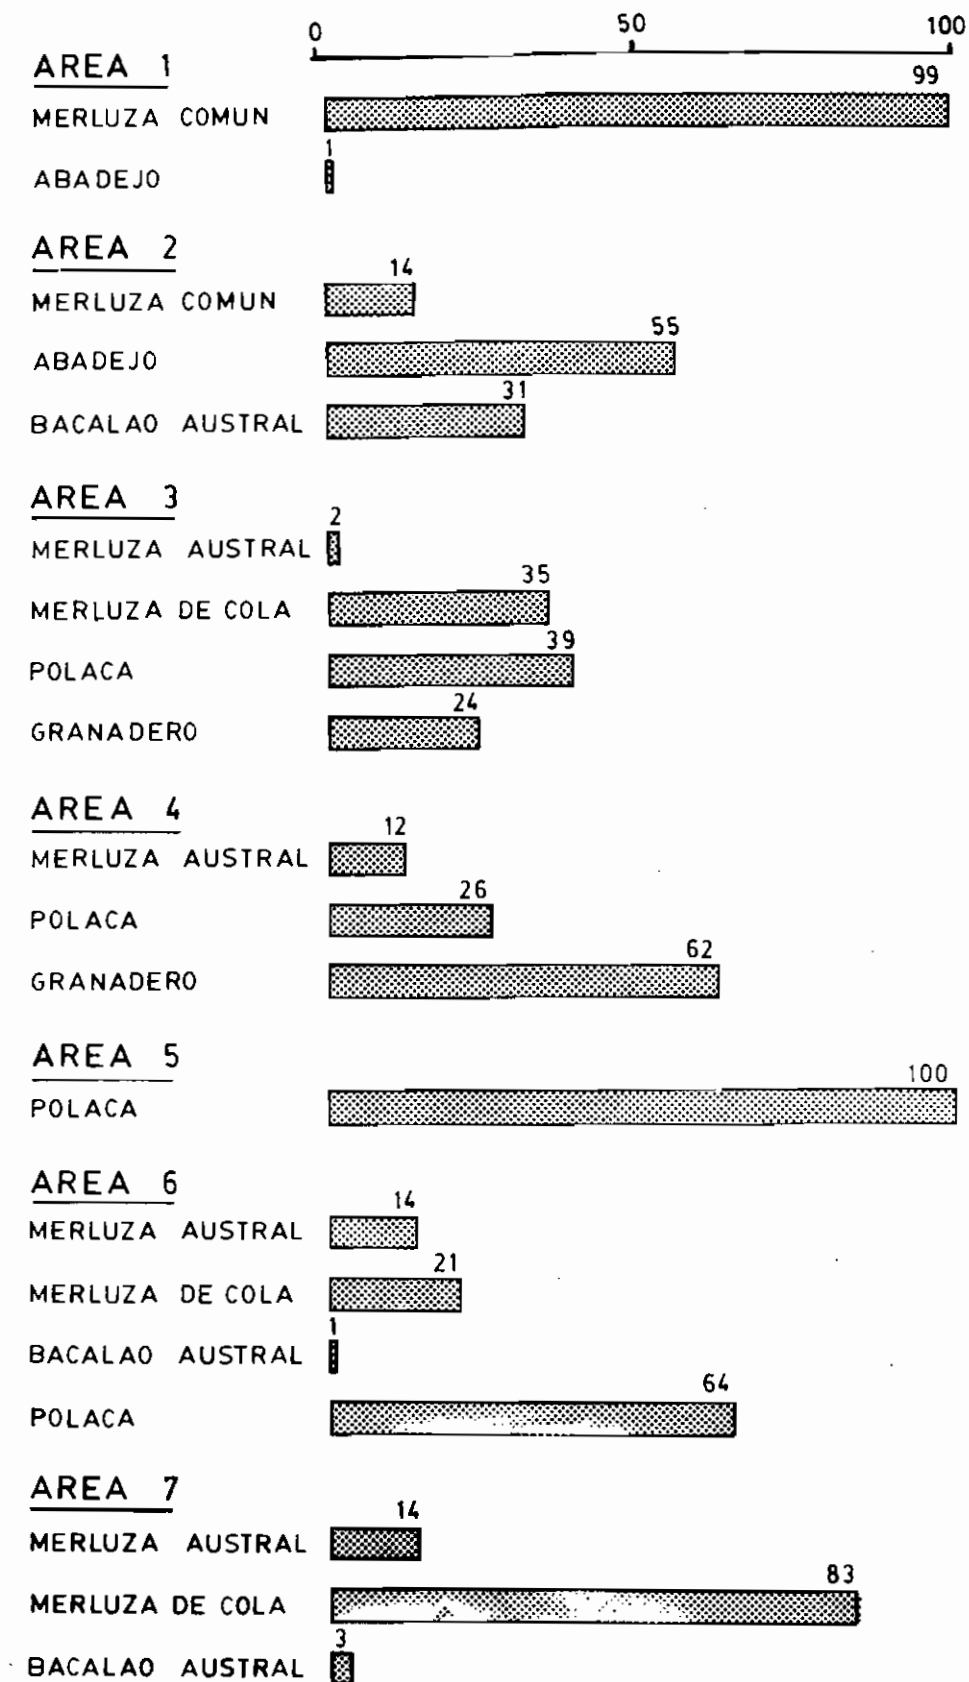 0 50 100
AREA 1
99
MERLUZA COMUN
1
ABADEJO
AREA 2
14
MERLUZA COMUN
55
ABADEJO
31
BACALAO AUSTRAL
AREA 3
2
MERLUZA AUSTRAL
35
MERLUZA DE COLA
39
POLACA
24
GRANADERO
AREA 4
12
MERLUZA AUSTRAL
26
POLACA
62
GRANADERO
AREA 5
100
POLACA
AREA 6
14
MERLUZA AUSTRAL
21
MERLUZA DE COLA
1
BACALAO AUSTRAL
64
POLACA
AREA 7
14
MERLUZA AUSTRAL
83
MERLUZA DE COLA
3
BACALAO AUSTRAL